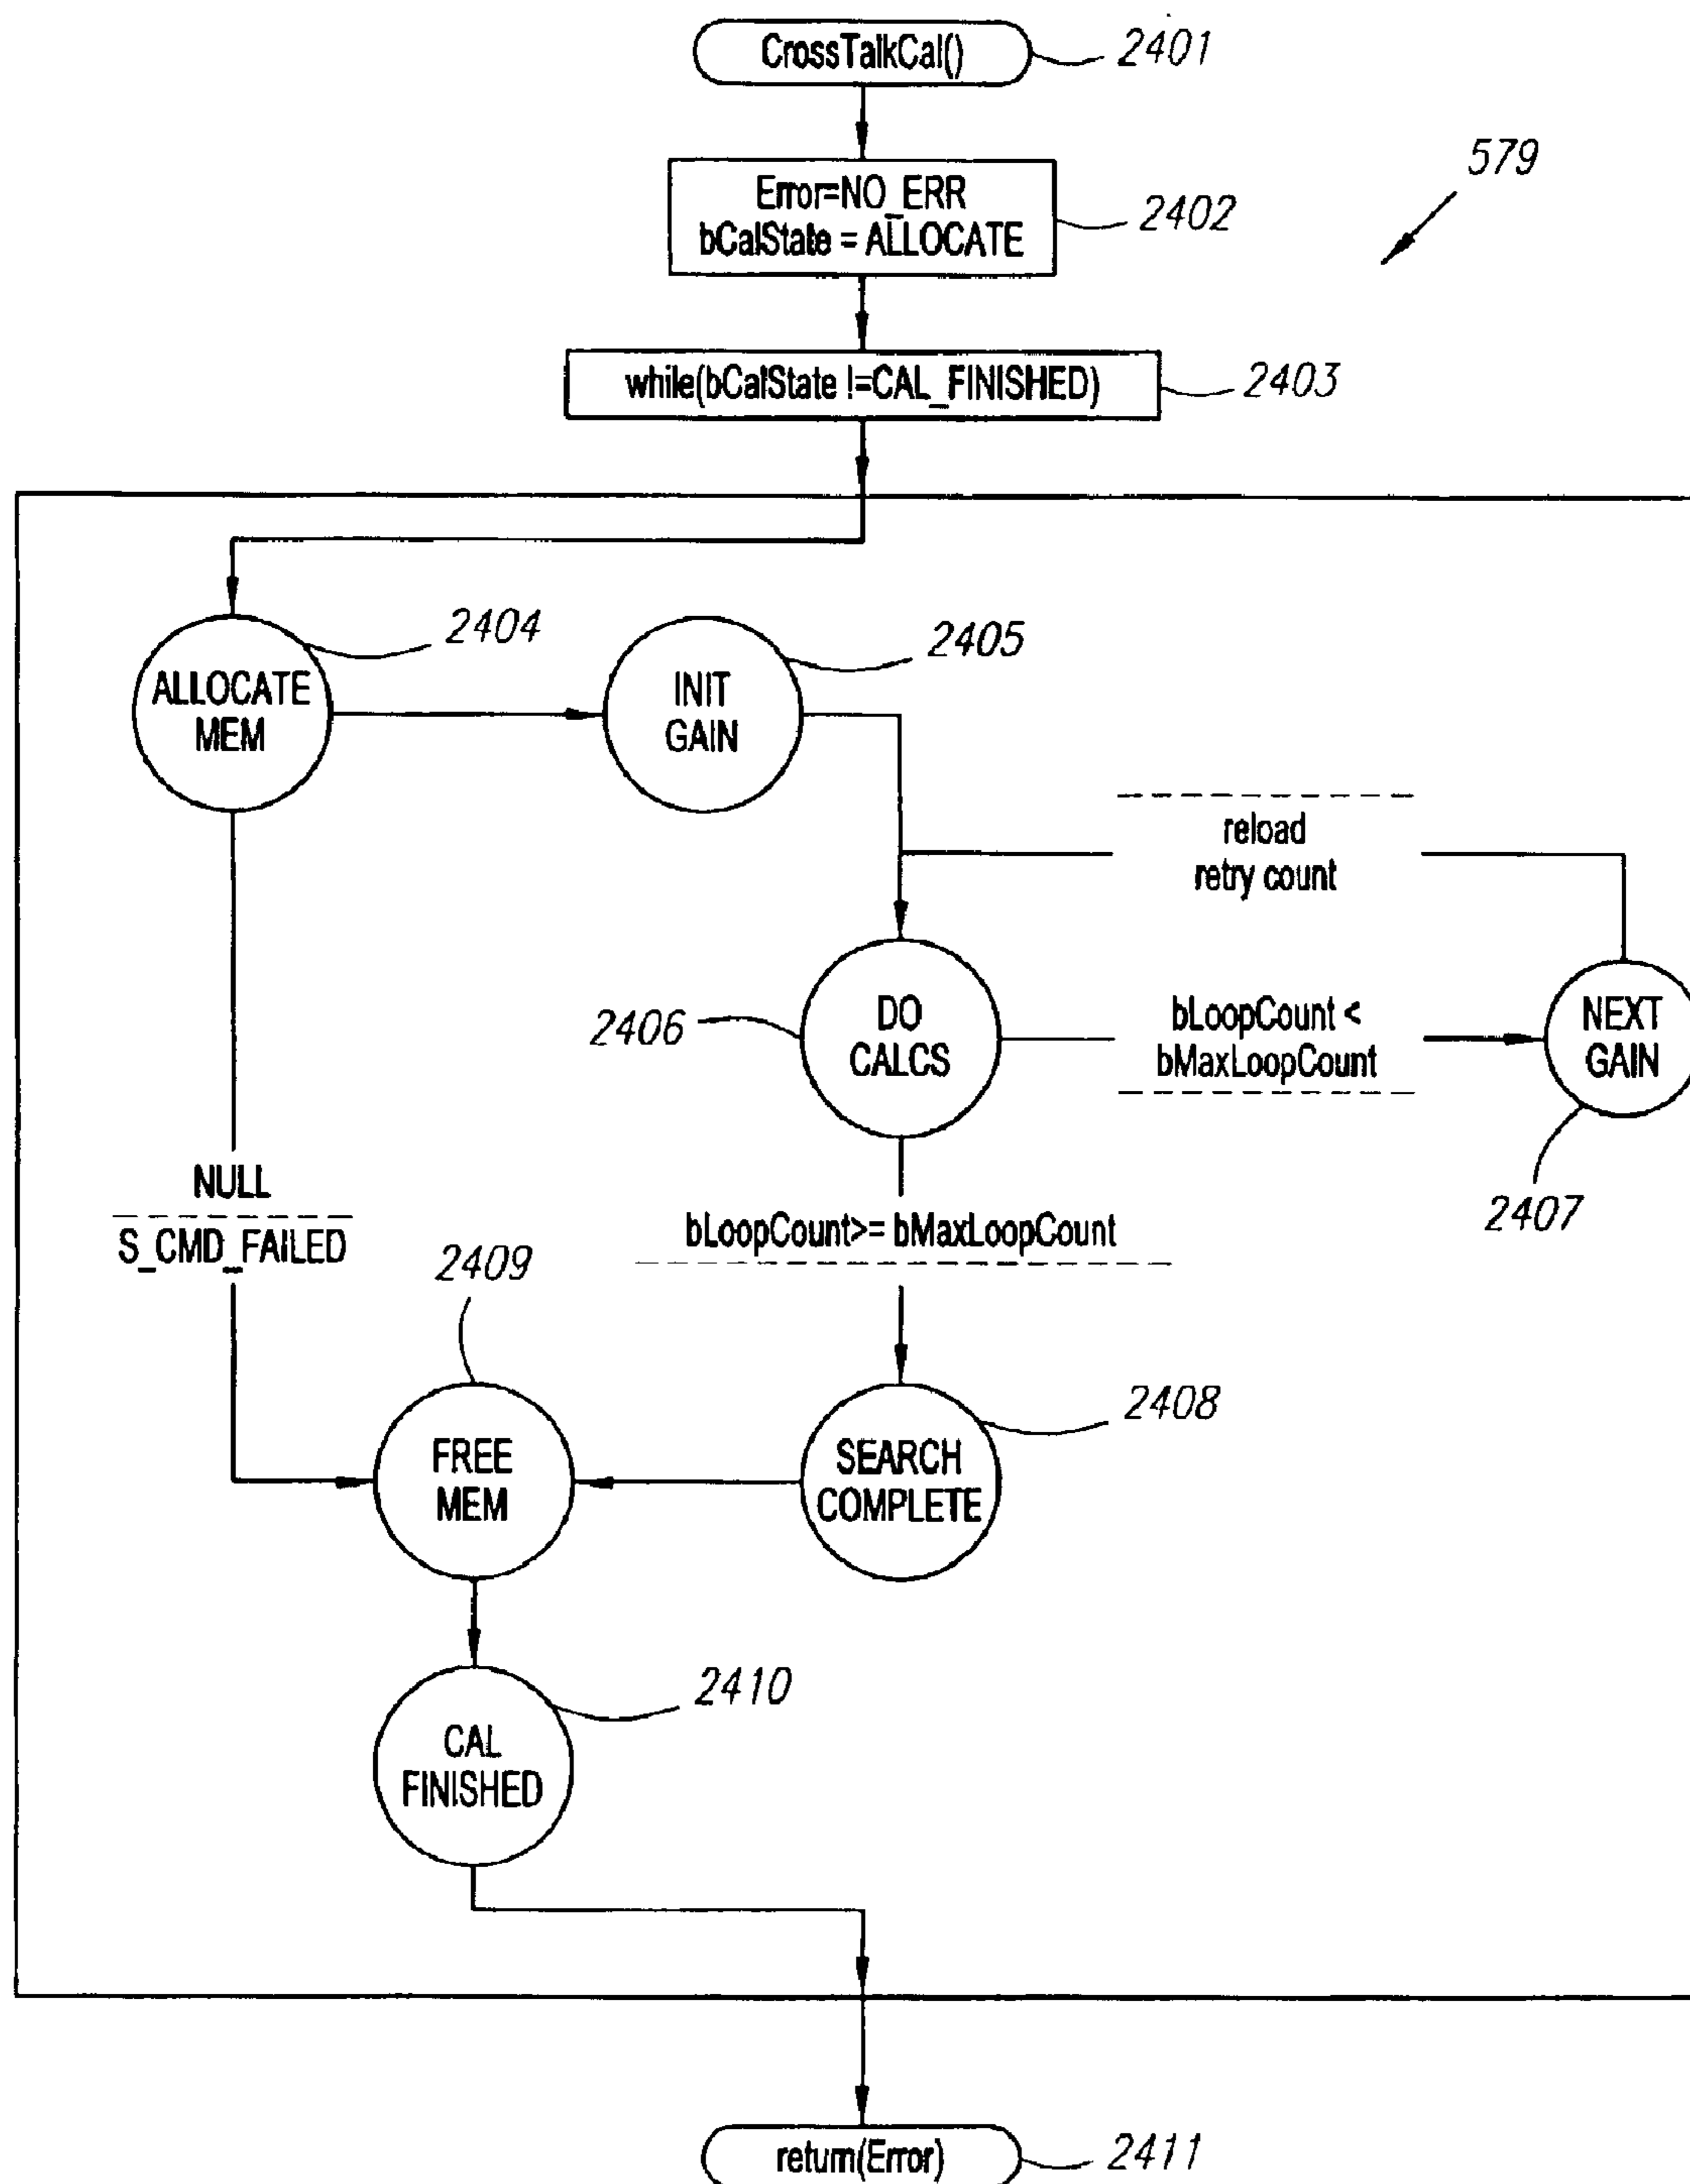 CrossTalkCal()
2401
579
Error=NO_ERR
bCalState = ALLOCATE
2402
while(bCalState !=CAL_FINISHED)
2403
2404
2405
ALLOCATE
MEM
INIT
GAIN
reload
retry count
2406
DO
CALCS
bLoopCount <
bMaxLoopCount
NEXT
GAIN
2407
NULL
S_CMD_FAILED
bLoopCount>= bMaxLoopCount
2409
2408
FREE
MEM
SEARCH
COMPLETE
2410
CAL
FINISHED
return(Error)
2411